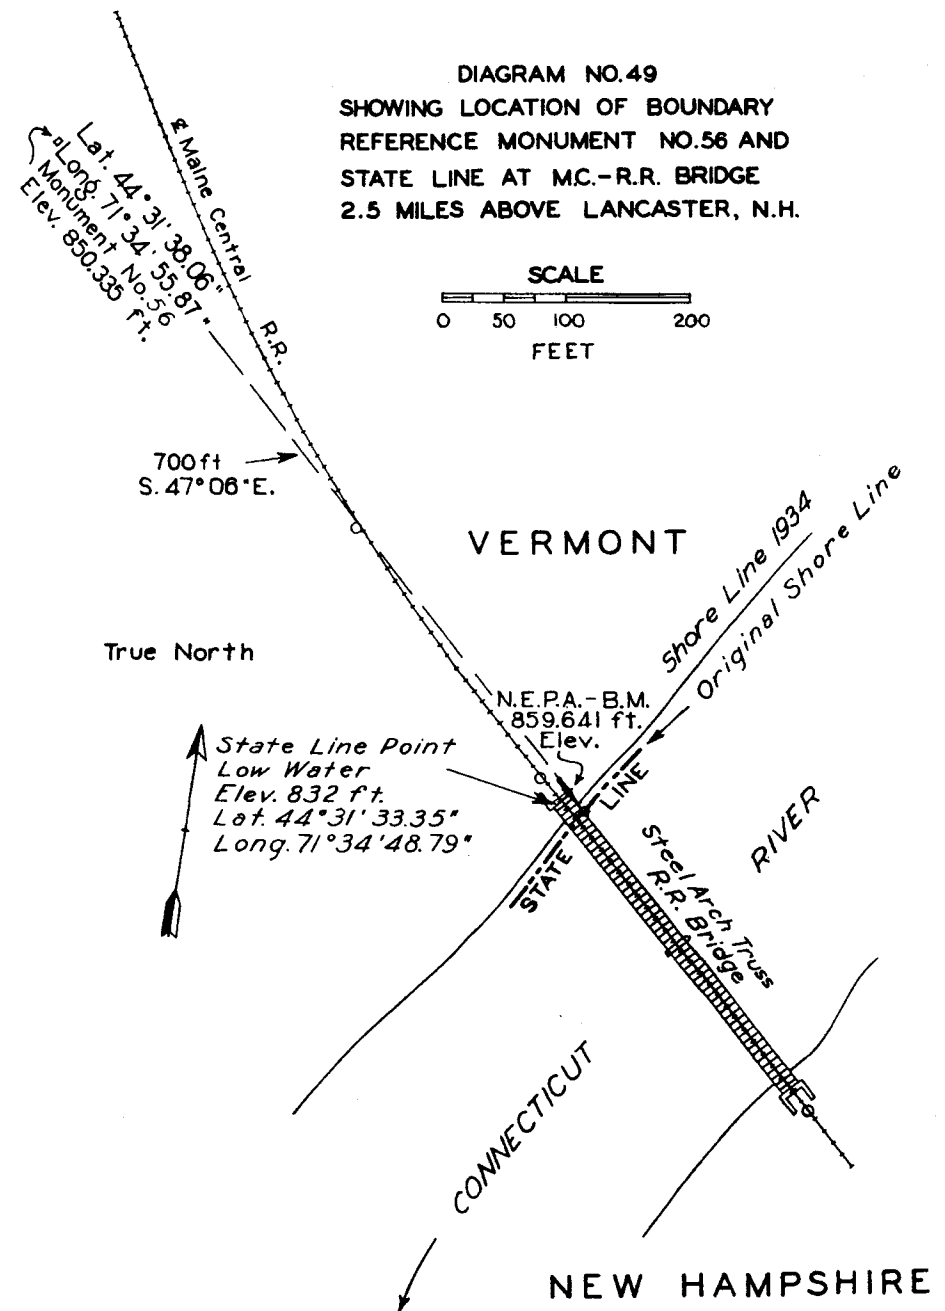 DIAGRAM NO.49
SHOWING LOCATION OF BOUNDARY
REFERENCE MONUMENT NO.56 AND
STATE LINE AT M.C.-R.R. BRIDGE
2.5 MILES ABOVE LANCASTER, N.H.
SCALE
0 50 100 200
FEET
Lat. 44°31'38.06"
Long. 71°34'55.87"
Monument No.56
Elev. 850.335 ft.
Maine Central
R.R.
700 ft
S. 47°06'E.
VERMONT
Shore Line 1934
Original Shore Line
True North
N.E.P.A.-B.M.
859.641 ft.
Elev.
State Line Point
Low Water
Elev. 832 ft.
Lat. 44°31'33.35"
Long. 71°34'48.79"
STATE
LINE
Steel Arch Truss
R.R. Bridge
RIVER
CONNECTICUT
NEW HAMPSHIRE